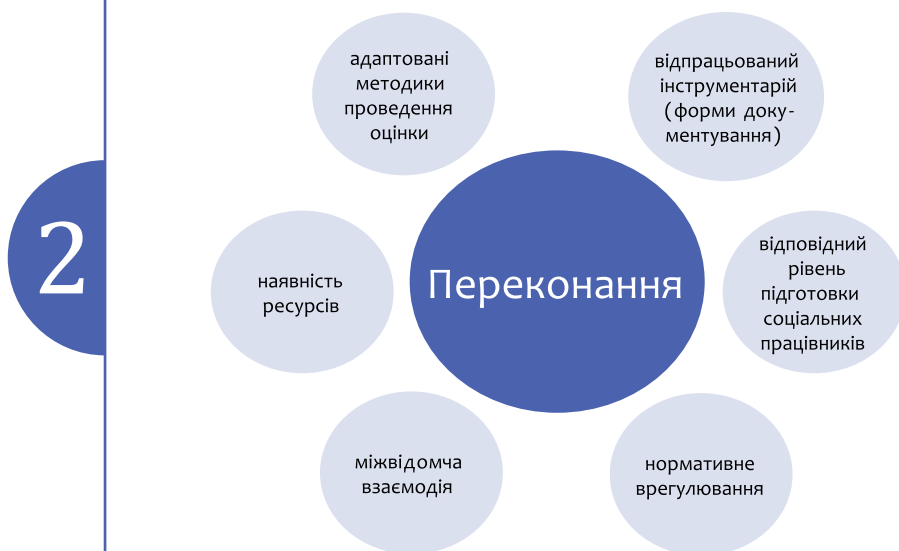 2
адаптовані
методики
проведення
оцінки
відпрацьований
інструментарій
(форми доку-
ментування)
наявність
ресурсів
Переконання
відповідний
рівень
підготовки
соціальних
працівників
міжвідомча
взаємодія
нормативне
врегулювання